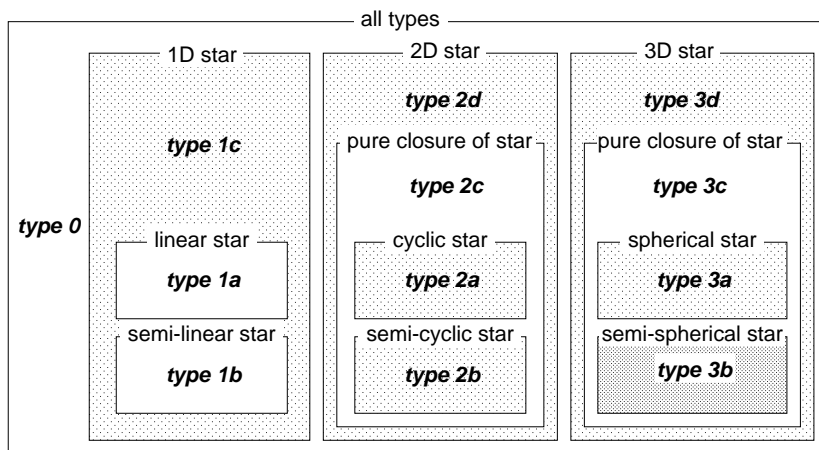 all types
1D star
2D star
3D star
type 2d
type 3d
type 1c
pure closure of star
pure closure of star
type 2c
type 3c
type 0
linear star
cyclic star
spherical star
type 1a
type 2a
type 3a
semi-linear star
semi-cyclic star
semi-spherical star
type 1b
type 2b
type 3b